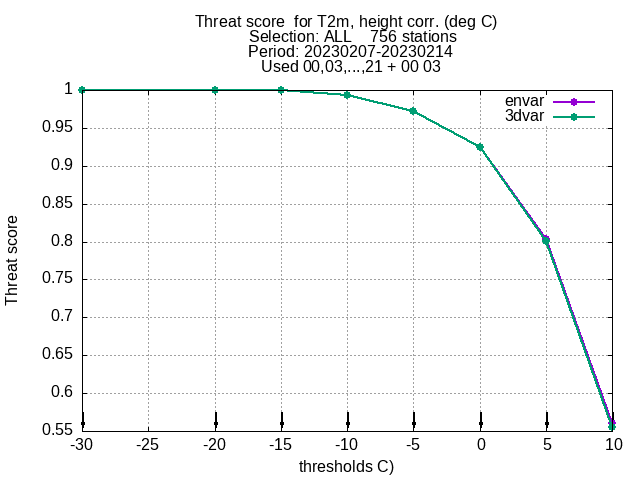 Threat score  for T2m, height corr. (deg C)
Selection: ALL    756 stations
Period: 20230207-20230214
Used 00,03,...,21 + 00 03
envar
3dvar
1
0.95
0.9
0.85
0.8
0.75
0.7
0.65
0.6
0.55
Threat score
-30 -25 -20 -15 -10 -5 0 5 10
thresholds C)